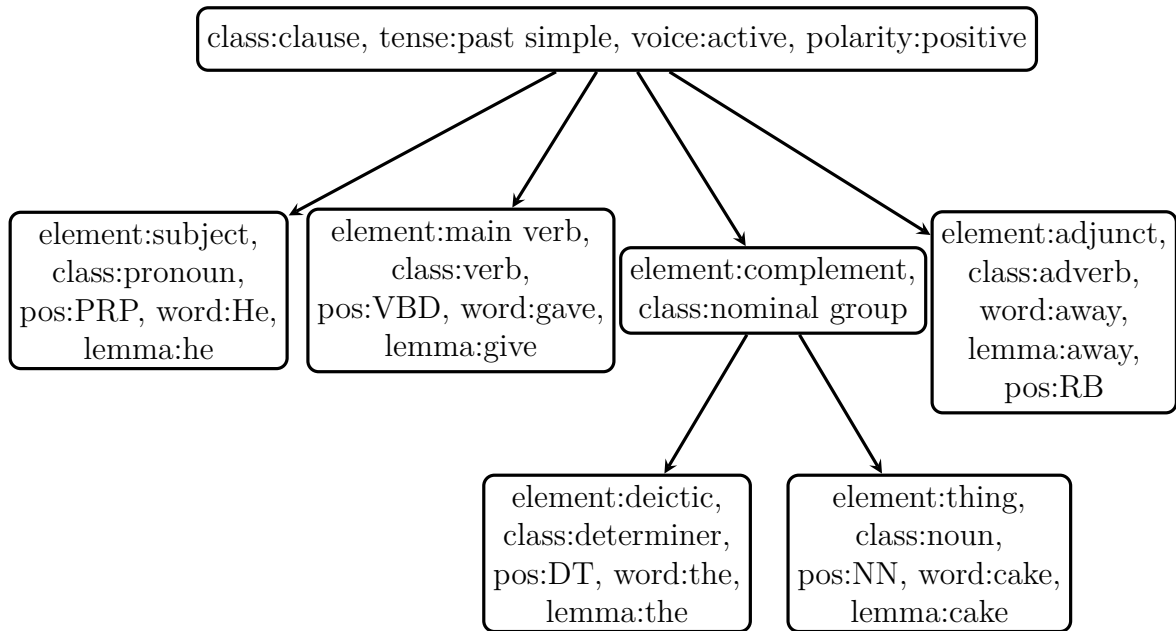 class:clause, tense:past simple, voice:active, polarity:positive
element:subject,
class:pronoun,
pos:PRP, word:He,
lemma:he
element:main verb,
class:verb,
pos:VBD, word:gave,
lemma:give
element:complement,
class:nominal group
element:adjunct,
class:adverb,
word:away,
lemma:away,
pos:RB
element:deictic,
class:determiner,
pos:DT, word:the,
lemma:the
element:thing,
class:noun,
pos:NN, word:cake,
lemma:cake